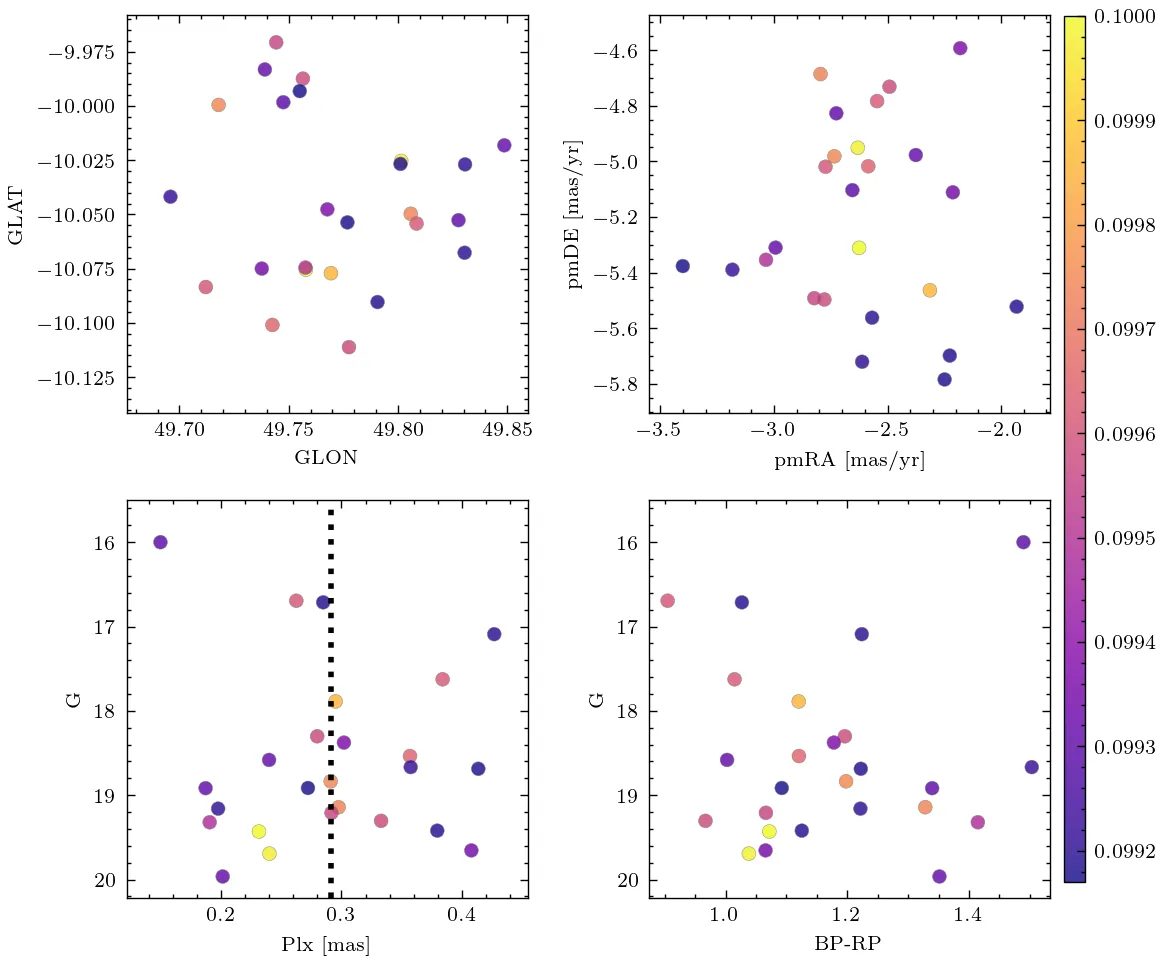 −9.975
−10.000
−10.025
−10.050
−10.075
−10.100
−10.125
GLAT
49.70 49.75 49.80 49.85
GLON
−4.6
−4.8
−5.0
−5.2
−5.4
−5.6
−5.8
pmDE [mas/yr]
−3.5 −3.0 −2.5 −2.0
pmRA [mas/yr]
16
17
18
19
20
G
0.2 0.3 0.4
Plx [mas]
16
17
18
19
20
G
1.0 1.2 1.4
BP-RP
0.1000
0.0999
0.0998
0.0997
0.0996
0.0995
0.0994
0.0993
0.0992